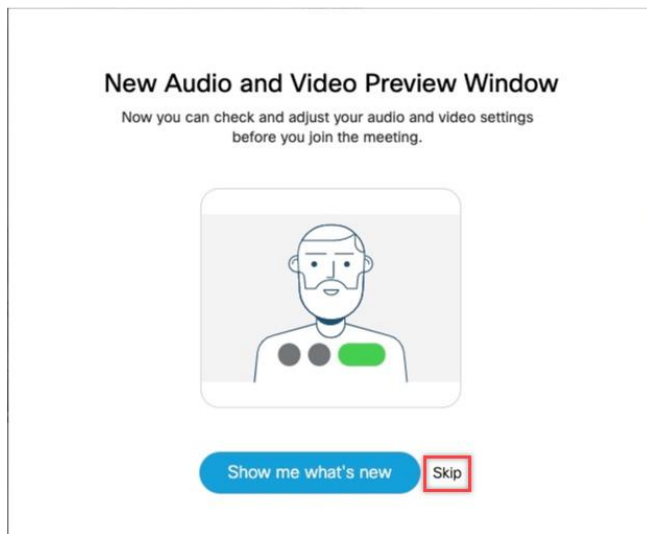 New Audio and Video Preview Window
Now you can check and adjust your audio and video settings
before you join the meeting.
Show me what's new
Skip